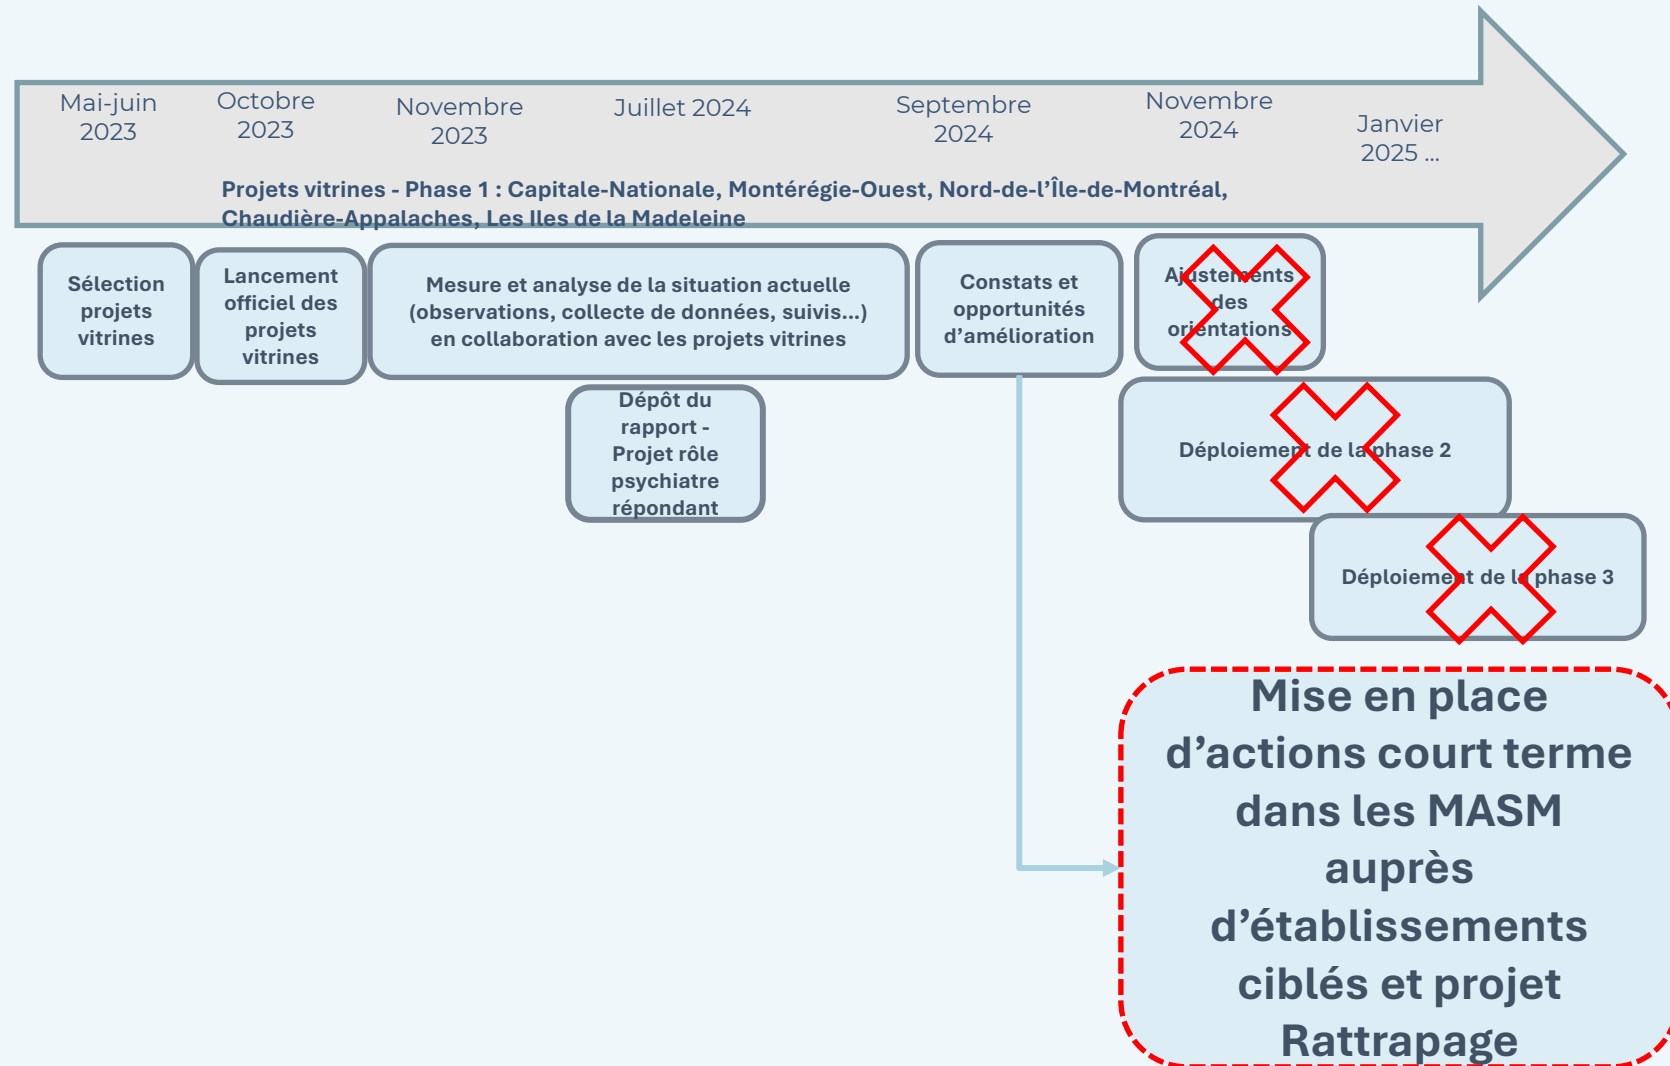 Mai-juin
2023
Octobre
2023
Novembre
2023
Juillet 2024
Septembre
2024
Novembre
2024
Janvier
2025 ...
Projets vitrines - Phase 1 : Capitale-Nationale, Montérégie-Ouest, Nord-de-l’Île-de-Montréal,
Chaudière-Appalaches, Les Iles de la Madeleine
Sélection
projets
vitrines
Lancement
officiel des
projets
vitrines
Mesure et analyse de la situation actuelle
(observations, collecte de données, suivis...)
en collaboration avec les projets vitrines
Constats et
opportunités
d’amélioration
Ajustements
des
orientations
Dépôt du
rapport -
Projet rôle
psychiatre
répondant
Déploiement de la phase 2
Déploiement de la phase 3
Mise en place
d’actions court terme
dans les MASM
auprès
d’établissements
ciblés et projet
Rattrapage